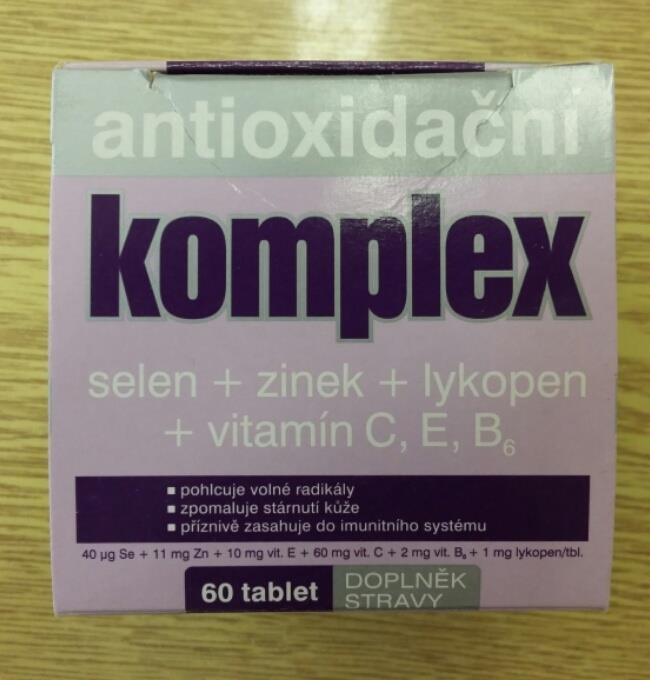 antioxidační
komplex
selen + zinek + lykopen
+ vitamín C, E, B₆
▪ pohlcuje volné radikály
▪ zpomaluje stárnutí kůže
▪ příznivě zasahuje do imunitního systému
40 µg Se + 11 mg Zn + 10 mg vit. E + 60 mg vit. C + 2 mg vit. B₆ + 1 mg lykopen/tbl.
60 tablet
DOPLNĚK
STRAVY